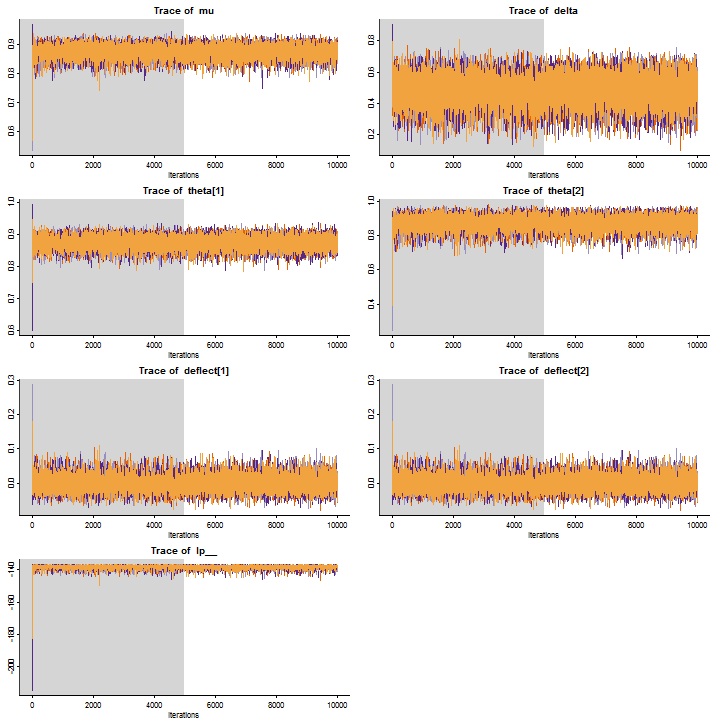 Trace of mu
0.9
0.8
0.7
0.6
0 2000 4000 6000 8000 10000
Iterations
Trace of delta
0.8
0.6
0.4
0.2
0 2000 4000 6000 8000 10000
Iterations
Trace of theta[1]
1.0
0.9
0.8
0.7
0.6
0 2000 4000 6000 8000 10000
Iterations
Trace of theta[2]
1.0
0.8
0.6
0.4
0 2000 4000 6000 8000 10000
Iterations
Trace of deflect[1]
0.3
0.2
0.1
0.0
0 2000 4000 6000 8000 10000
Iterations
Trace of deflect[2]
0.3
0.2
0.1
0.0
0 2000 4000 6000 8000 10000
Iterations
Trace of lp__
-140
-160
-180
-200
0 2000 4000 6000 8000 10000
Iterations